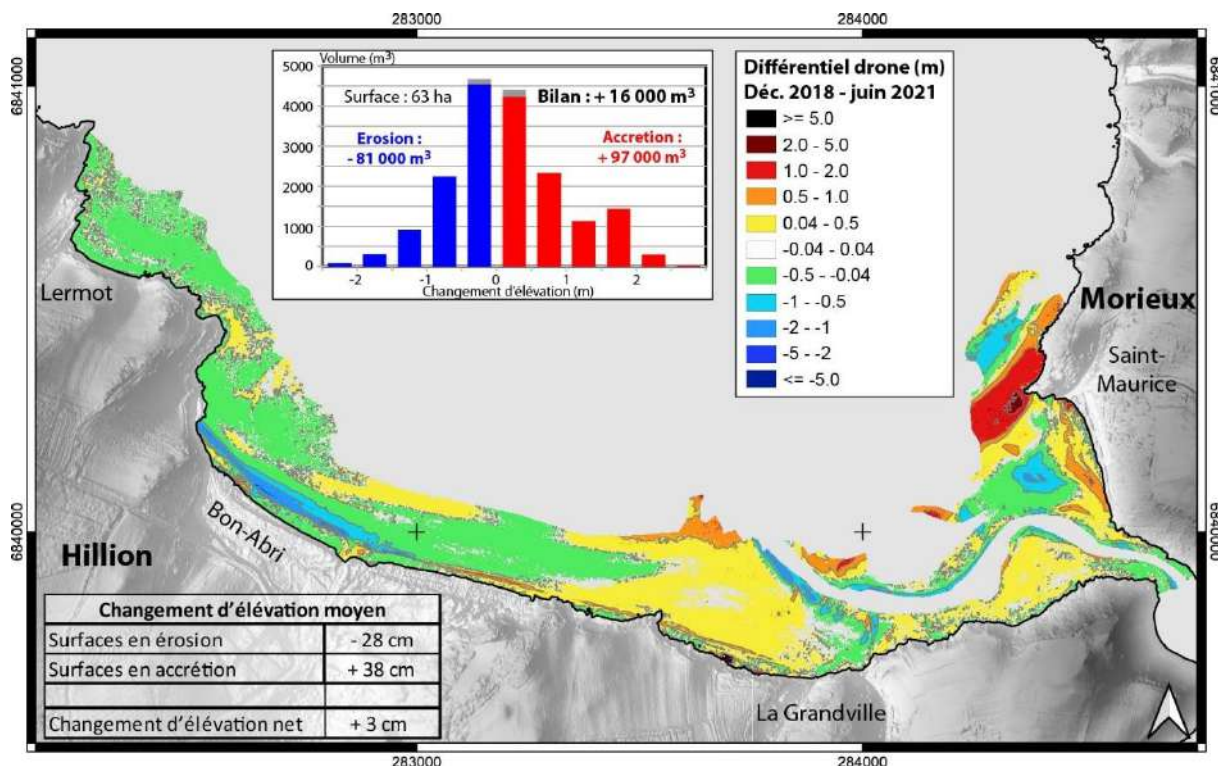 283000
284000
6841000
6841000
Volume (m³)
5000
4000
3000
2000
1000
0
Surface : 63 ha
Bilan : + 16 000 m³
Erosion :
- 81 000 m³
Accretion :
+ 97 000 m³
-2
-1
0
1
2
Changement d'élévation (m)
Différentiel drone (m)
Déc. 2018 - juin 2021
>= 5.0
2.0 - 5.0
1.0 - 2.0
0.5 - 1.0
0.04 - 0.5
-0.04 - 0.04
-0.5 - -0.04
-1 - -0.5
-2 - -1
-5 - -2
<= -5.0
Lermot
Morieux
Saint-
Maurice
Bon-Abri
Hillion
6840000
6840000
La Grandville
Changement d'élévation moyen
Surfaces en érosion - 28 cm
Surfaces en accrétion + 38 cm
Changement d'élévation net + 3 cm
283000
284000